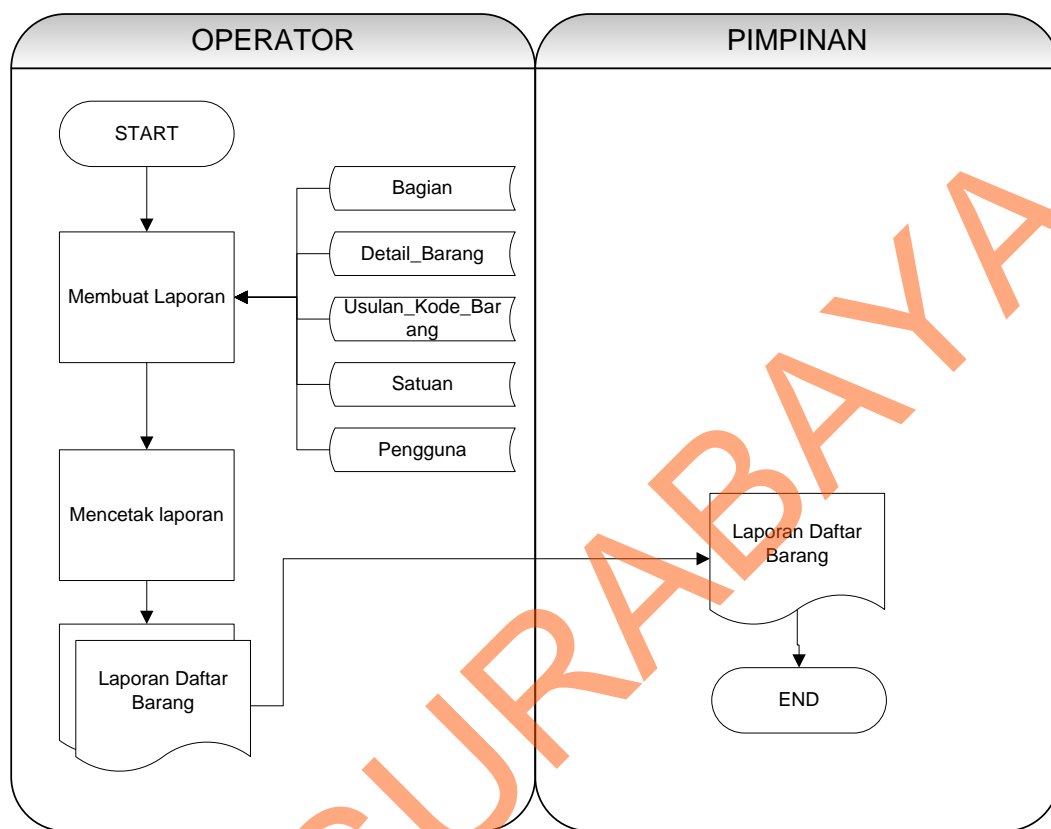 OPERATOR
PIMPINAN
START
Bagian
Detail_Barang
Membuat Laporan
Usulan_Kode_Bar
ang
Satuan
Pengguna
Mencetak laporan
Laporan Daftar
Barang
Laporan Daftar
Barang
END
SURABAYA